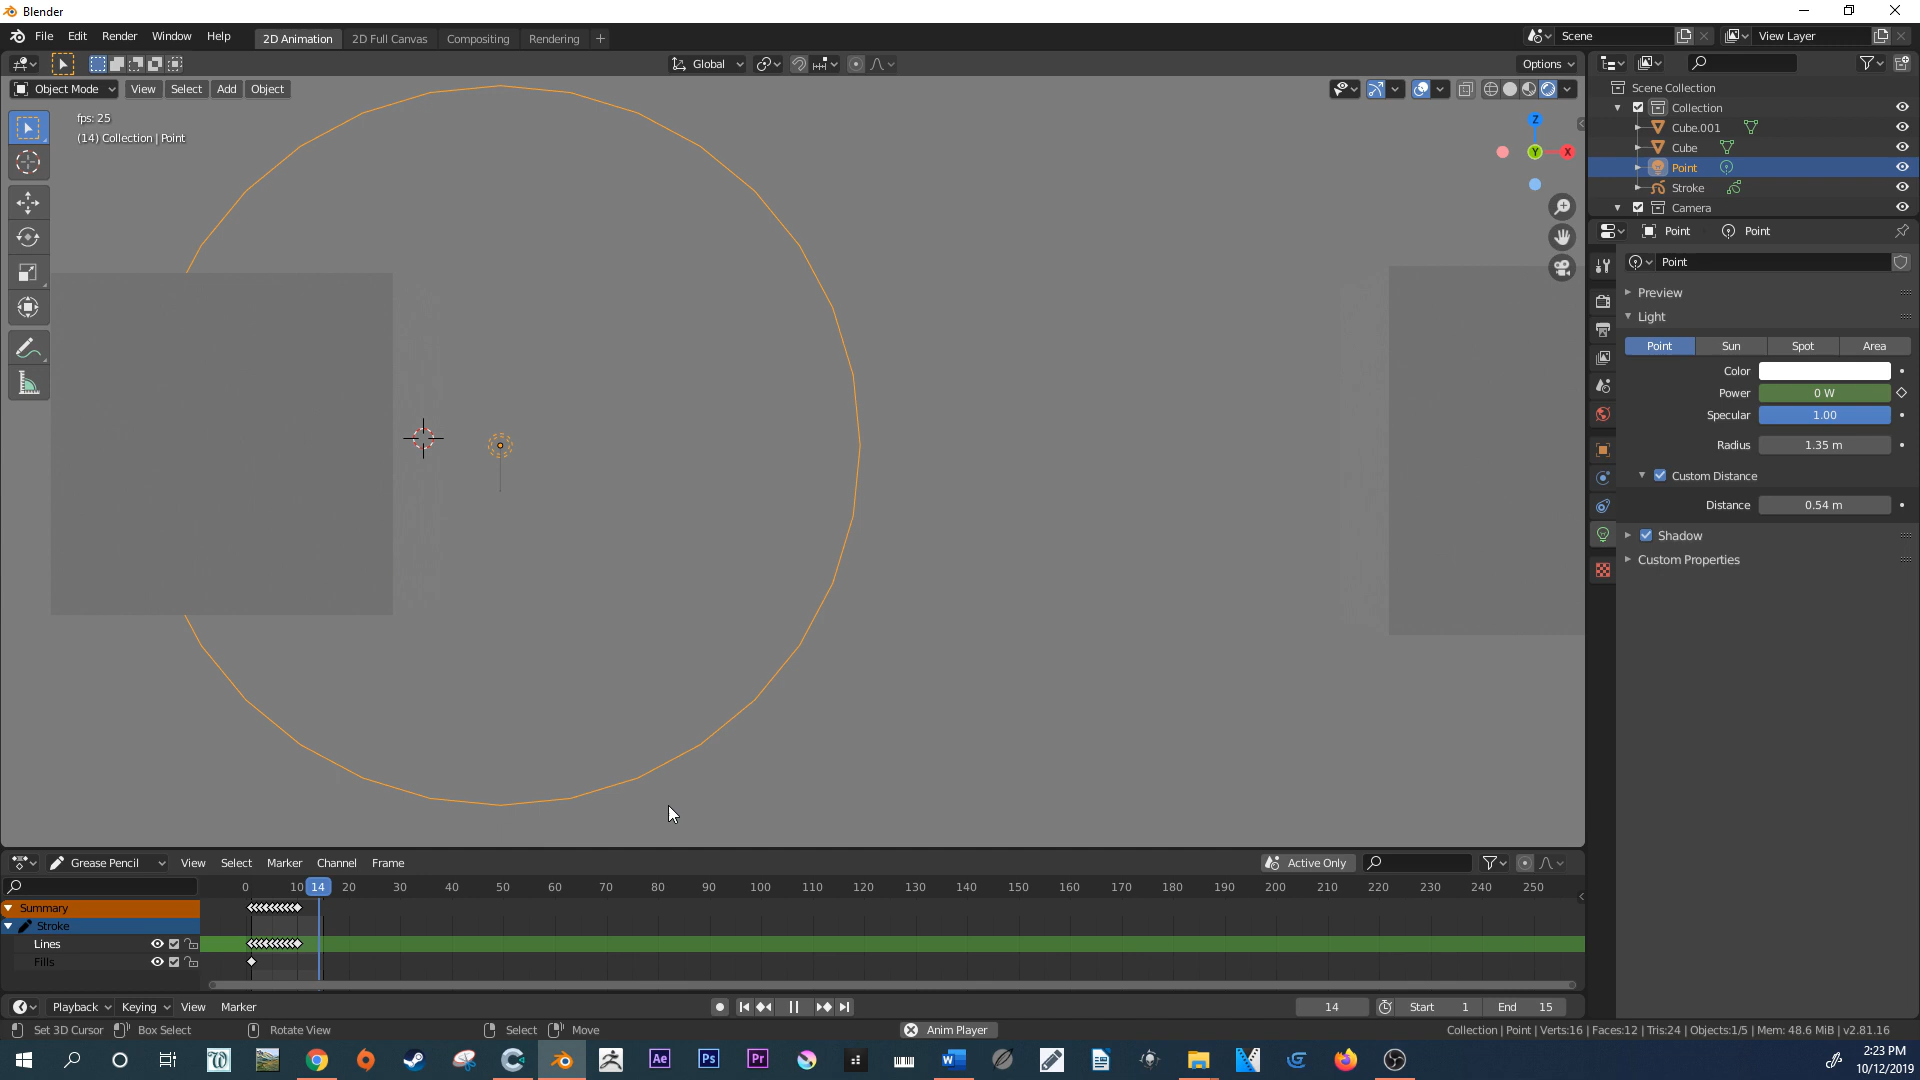 Blender
File Edit Render Window Help 2D Animation 2D Full Canvas Compositing Rendering + Scene View Layer
Global Options
Object Mode View Select Add Object
fps: 25
(14) Collection | Point
Z
Y
X
Scene Collection
Collection
Cube.001
Cube
Point
Stroke
Camera
Point Point
Point
Preview
Light
Point Sun Spot Area
Color
Power 0 W
Specular 1.00
Radius 1.35 m
Custom Distance
Distance 0.54 m
Shadow
Custom Properties
Grease Pencil View Select Marker Channel Frame Active Only
0 10 14 20 30 40 50 60 70 80 90 100 110 120 130 140 150 160 170 180 190 200 210 220 230 240 250
Summary
Stroke
Lines
Fills
Playback Keying View Marker 14 Start 1 End 15
Set 3D Cursor Box Select Rotate View Select Move Anim Player Collection | Point | Verts:16 | Faces:12 | Tris:24 | Objects:1/5 | Mem: 48.6 MiB | v2.81.16
Ae Ps Pr
2:23 PM
10/12/2019